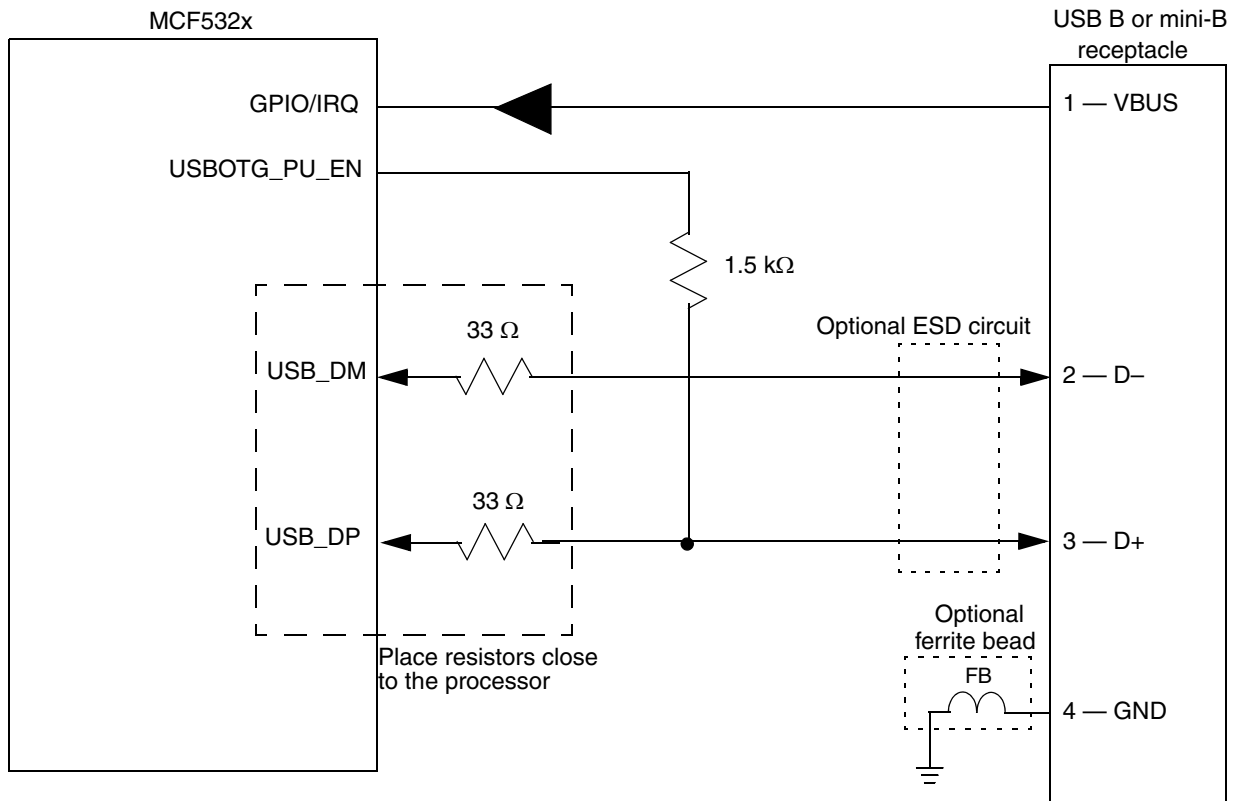 MCF532x
USB B or mini-B
receptacle
GPIO/IRQ
1 — VBUS
USBOTG_PU_EN
1.5 kΩ
Optional ESD circuit
33 Ω
USB_DM
2 — D–
33 Ω
USB_DP
3 — D+
Place resistors close
to the processor
Optional
ferrite bead
FB
4 — GND